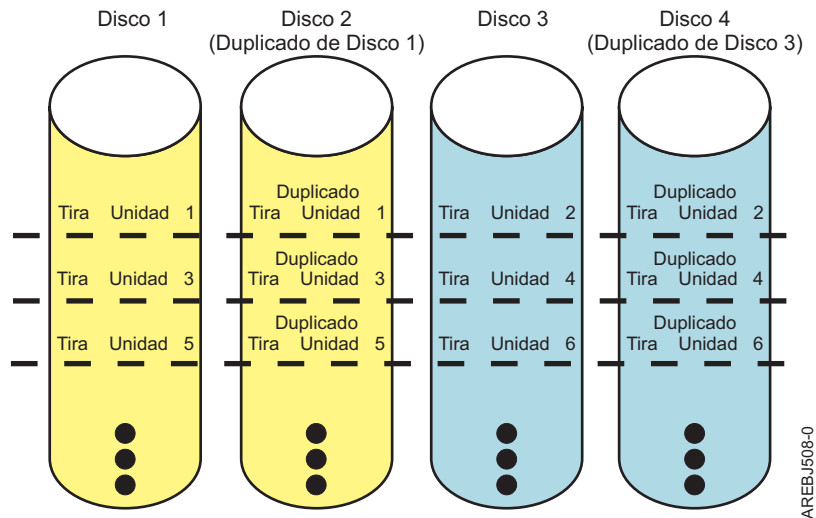 Disco 1
Disco 2
(Duplicado de Disco 1)
Disco 3
Disco 4
(Duplicado de Disco 3)
Tira Unidad 1
Duplicado
Tira Unidad 1
Tira Unidad 2
Duplicado
Tira Unidad 2
Tira Unidad 3
Duplicado
Tira Unidad 3
Tira Unidad 4
Duplicado
Tira Unidad 4
Tira Unidad 5
Duplicado
Tira Unidad 5
Tira Unidad 6
Duplicado
Tira Unidad 6
AREBJ508-0